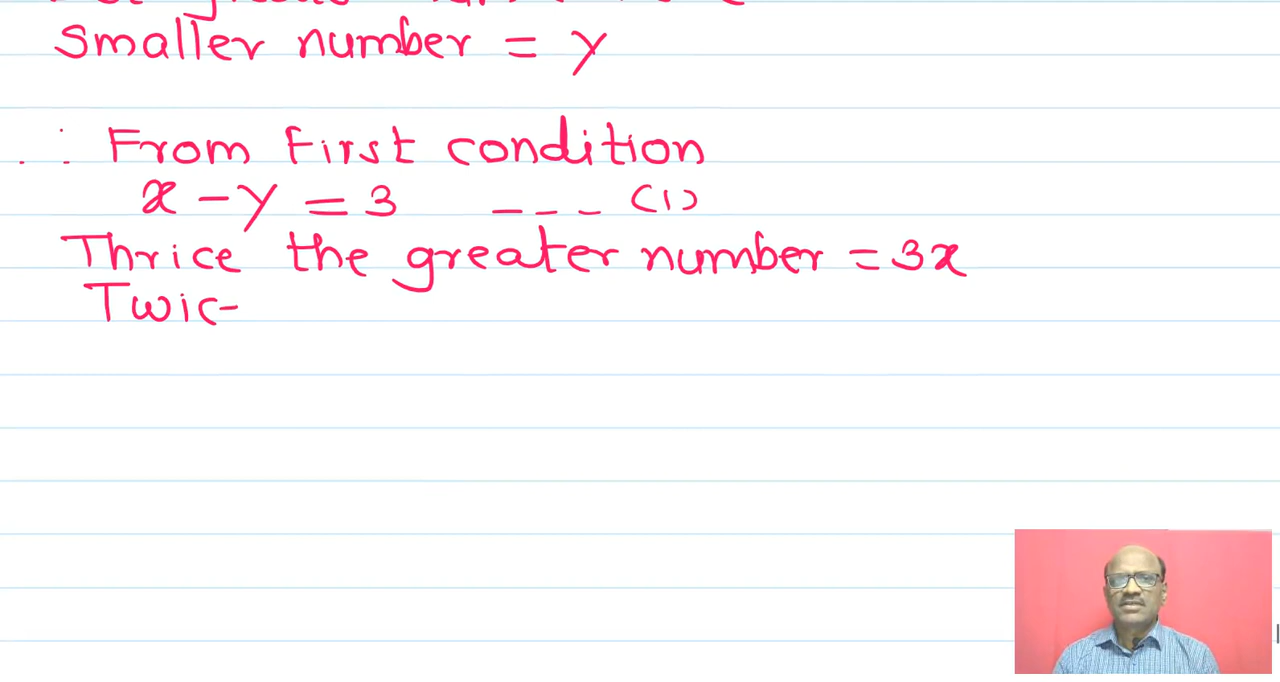 Smaller number = y
∴ From First condition
x - y = 3 --- (1)
Thrice the greater number = 3x
Twic-